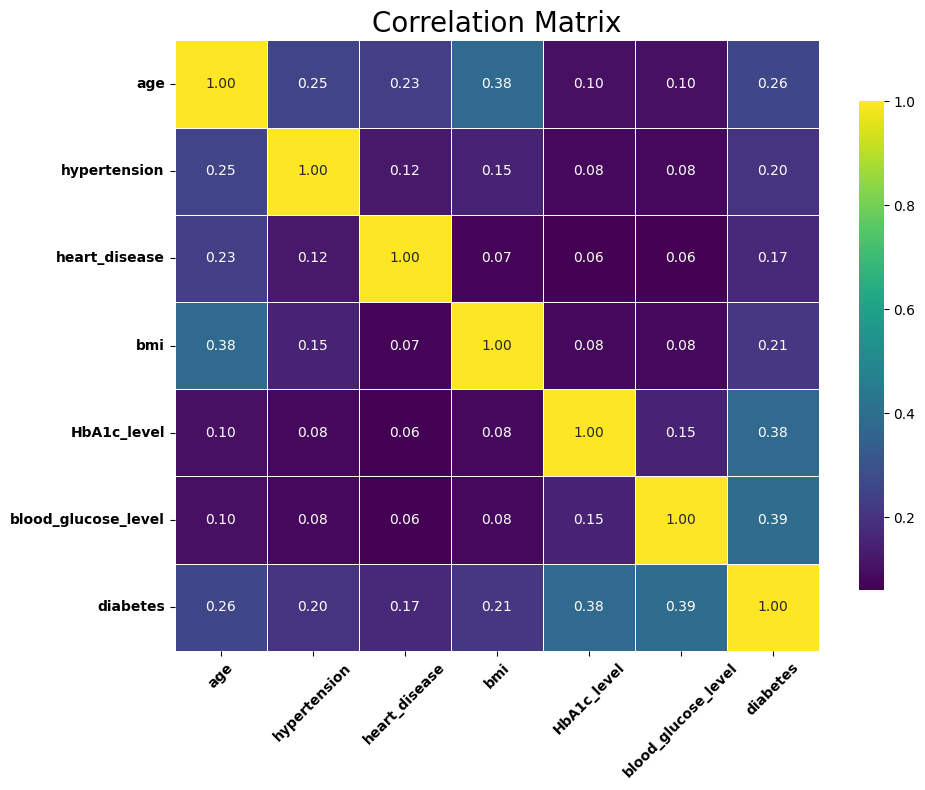 Correlation Matrix
age 1.00 0.25 0.23 0.38 0.10 0.10 0.26
hypertension 0.25 1.00 0.12 0.15 0.08 0.08 0.20
heart_disease 0.23 0.12 1.00 0.07 0.06 0.06 0.17
bmi 0.38 0.15 0.07 1.00 0.08 0.08 0.21
HbA1c_level 0.10 0.08 0.06 0.08 1.00 0.15 0.38
blood_glucose_level 0.10 0.08 0.06 0.08 0.15 1.00 0.39
diabetes 0.26 0.20 0.17 0.21 0.38 0.39 1.00
age hypertension heart_disease bmi HbA1c_level blood_glucose_level diabetes
1.0
0.8
0.6
0.4
0.2